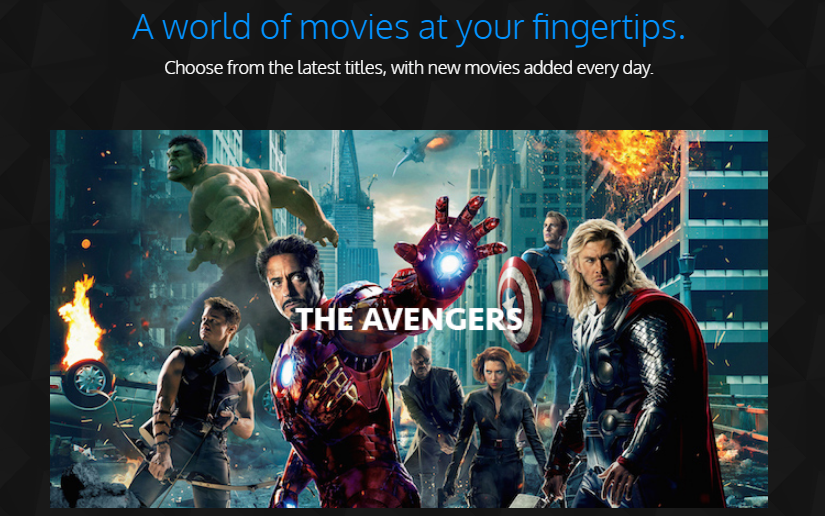 A world of movies at your fingertips.
Choose from the latest titles, with new movies added every day.
THE AVENGERS